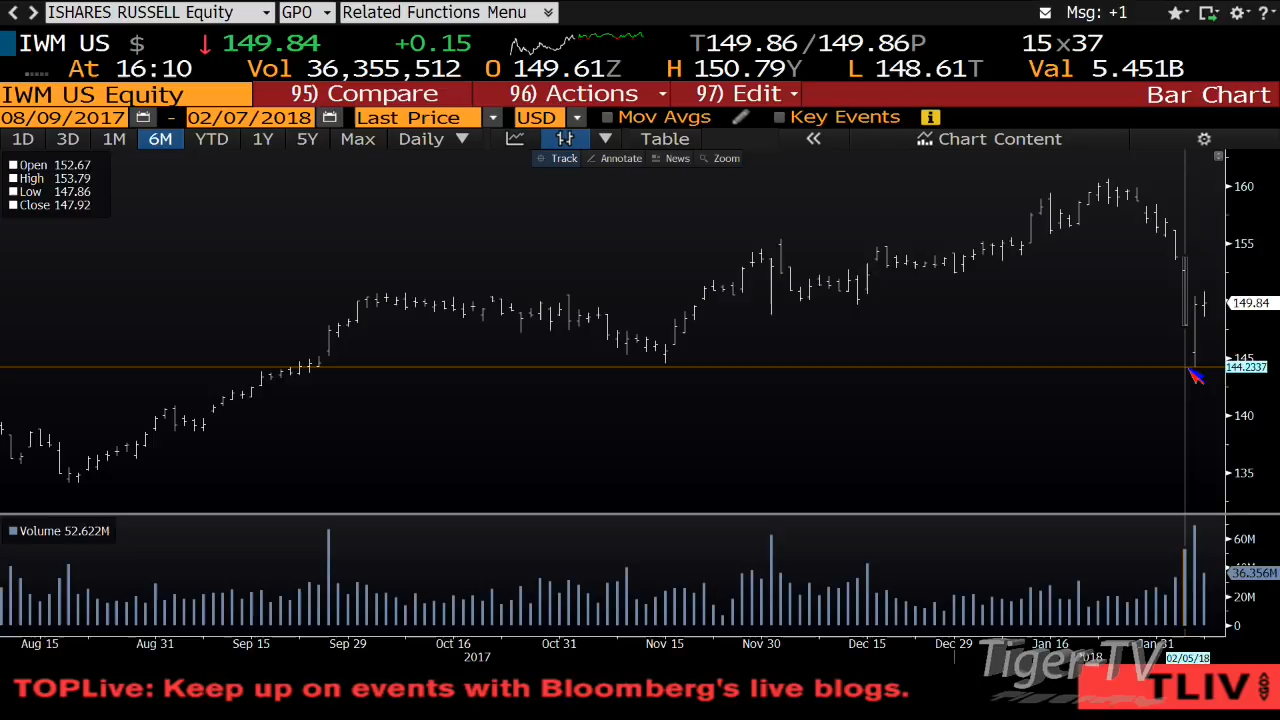 ISHARES RUSSELL Equity GPO Related Functions Menu Msg: +1
IWM US $ ↓ 149.84 +0.15 T149.86/149.86P 15x37
At 16:10 Vol 36,355,512 O 149.61Z H 150.79Y L 148.61T Val 5.451B
IWM US Equity 95) Compare 96) Actions 97) Edit Bar Chart
08/09/2017 - 02/07/2018 Last Price USD Mov Avgs Key Events
1D 3D 1M 6M YTD 1Y 5Y Max Daily Table Chart Content
Track Annotate News Zoom
Open 152.67
High 153.79
Low 147.86
Close 147.92
160
155
149.84
145
144.2337
140
135
Volume 52.622M
60M
36.356M
20M
0
Aug 15 Aug 31 Sep 15 Sep 29 Oct 16 Oct 31 Nov 15 Nov 30 Dec 15 Dec 29 Jan 16 Jan 31
2017 2018 02/05/18
Tiger-TV
TOPLive: Keep up on events with Bloomberg's live blogs. TLIV